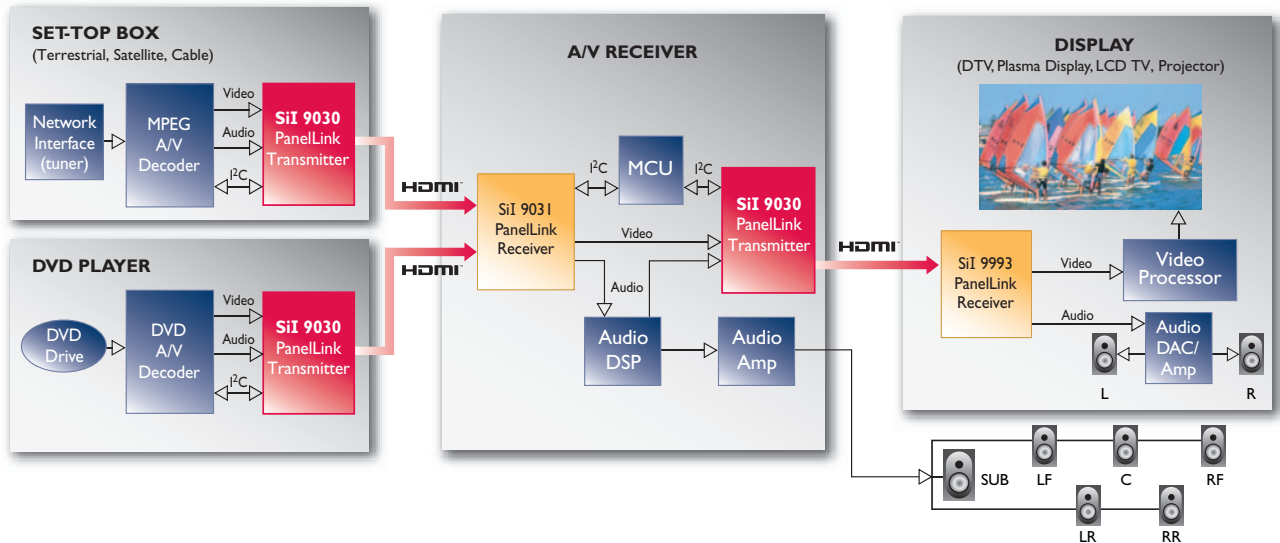 SET-TOP BOX
(Terrestrial, Satellite, Cable)
Network
Interface
(tuner)
MPEG
A/V
Decoder
Video
Audio
I²C
SiI 9030
PanelLink
Transmitter
HDMI™
DVD PLAYER
DVD
Drive
DVD
A/V
Decoder
Video
Audio
I²C
SiI 9030
PanelLink
Transmitter
HDMI™
A/V RECEIVER
SiI 9031
PanelLink
Receiver
I²C
MCU
I²C
Video
Audio
SiI 9030
PanelLink
Transmitter
Audio
DSP
Audio
Amp
HDMI™
DISPLAY
(DTV, Plasma Display, LCD TV, Projector)
SiI 9993
PanelLink
Receiver
Video
Video
Processor
Audio
Audio
DAC/
Amp
L
R
SUB
LF
C
RF
LR
RR